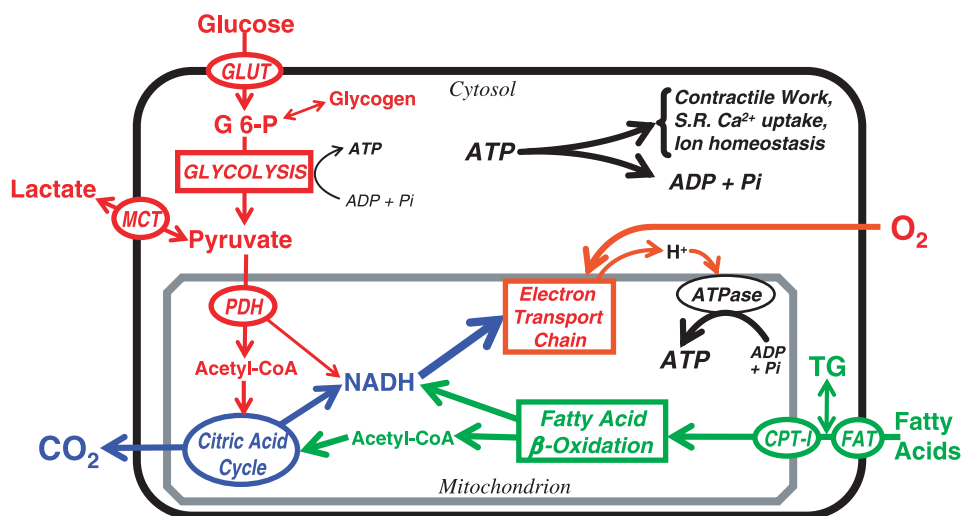 Glucose
GLUT
Cytosol
G 6-P
Glycogen
GLYCOLYSIS
ATP
ADP + Pi
ATP
Contractile Work,
S.R. Ca²⁺ uptake,
Ion homeostasis
ADP + Pi
Lactate
MCT
Pyruvate
O₂
H⁺
PDH
Electron
Transport
Chain
ATPase
ATP
ADP
+ Pi
Acetyl-CoA
NADH
TG
CO₂
Citric Acid
Cycle
Acetyl-CoA
Fatty Acid
β-Oxidation
CPT-I
FAT
Fatty
Acids
Mitochondrion